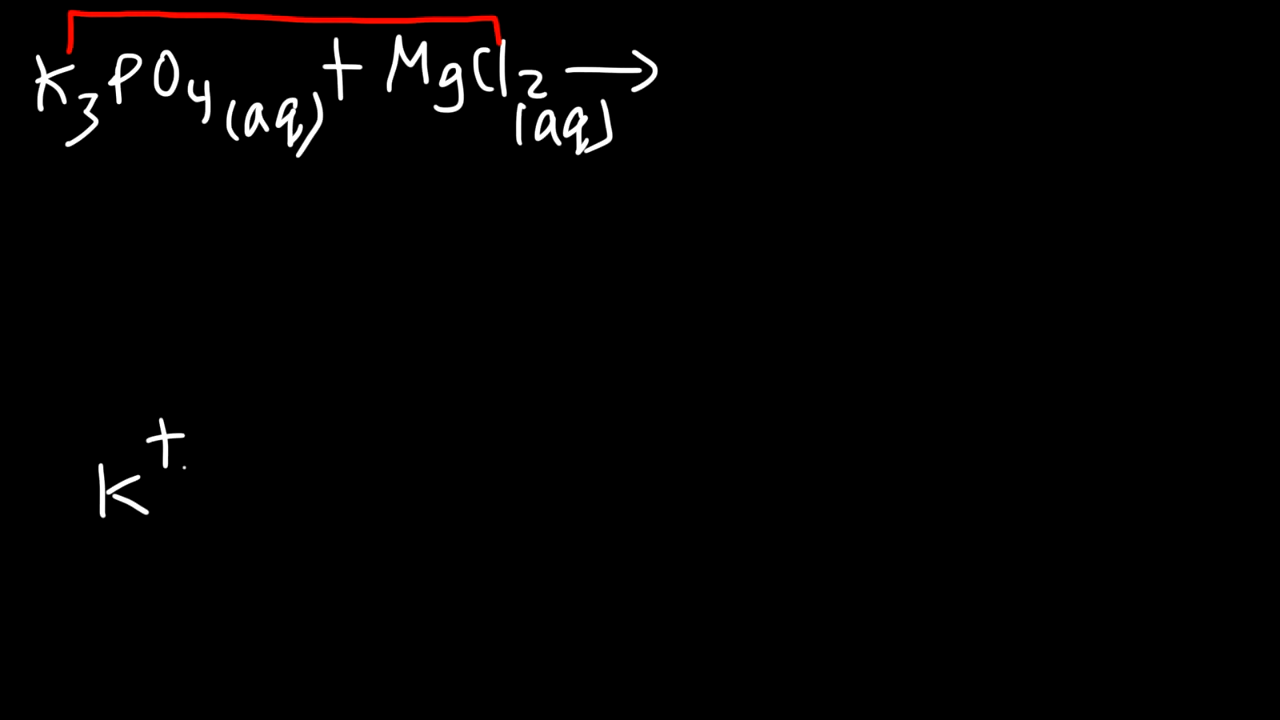 K₃PO₄(aq) + MgCl₂(aq) →
K⁺